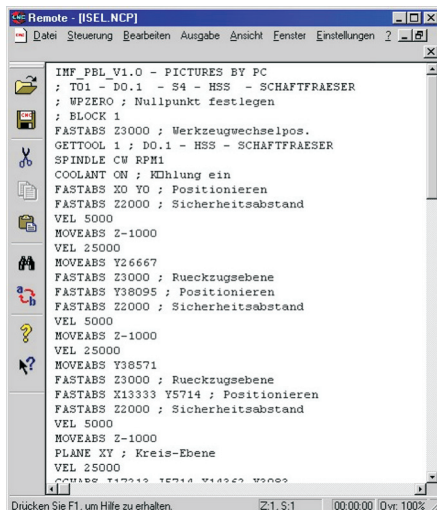 CNC Remote - [ISEL.NCP]
Datei Steuerung Bearbeiten Ausgabe Ansicht Fenster Einstellungen ?
IMF_PBL_V1.0 - PICTURES BY PC
; T01 - D0.1 - S4 - HSS - SCHAFTFRAESER
; WPZERO ; Nullpunkt festlegen
; BLOCK 1
FASTABS Z3000 ; Werkzeugwechselpos.
GETTOOL 1 ; D0.1 - HSS - SCHAFTFRAESER
SPINDLE CW RPM1
COOLANT ON ; K□hlung ein
FASTABS X0 Y0 ; Positionieren
FASTABS Z2000 ; Sicherheitsabstand
VEL 5000
MOVEABS Z-1000
VEL 25000
MOVEABS Y26667
FASTABS Z3000 ; Rueckzugsebene
FASTABS Y38095 ; Positionieren
FASTABS Z2000 ; Sicherheitsabstand
VEL 5000
MOVEABS Z-1000
VEL 25000
MOVEABS Y38571
FASTABS Z3000 ; Rueckzugsebene
FASTABS X13333 Y5714 ; Positionieren
FASTABS Z2000 ; Sicherheitsabstand
VEL 5000
MOVEABS Z-1000
PLANE XY ; Kreis-Ebene
VEL 25000
Drücken Sie F1, um Hilfe zu erhalten. Z:1, S:1 00:00:00 Ovr: 100%